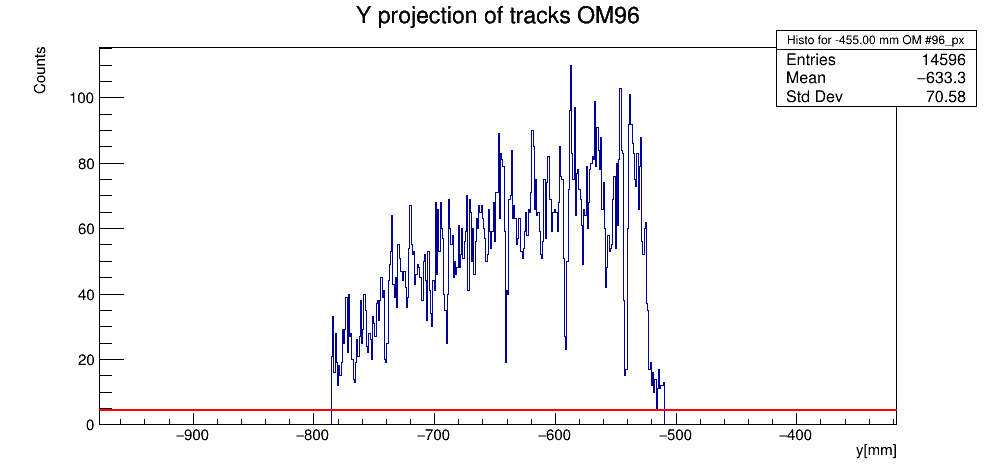 Y projection of tracks OM96
Histo for -455.00 mm OM #96_px
Entries 14596
Mean −633.3
Std Dev 70.58
Counts
100
80
60
40
20
0
−900 −800 −700 −600 −500 −400
y[mm]